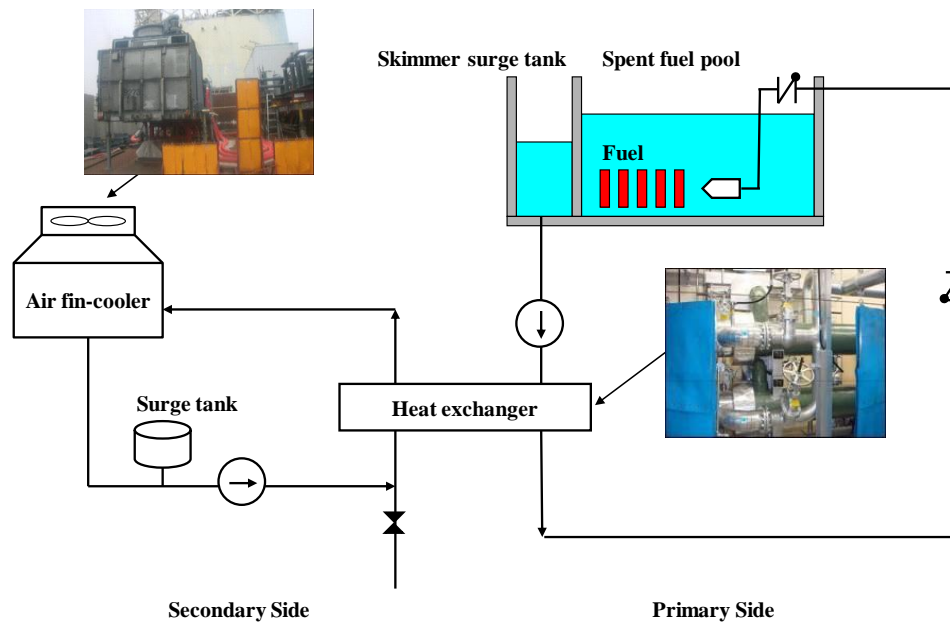 Skimmer surge tank
Spent fuel pool
Fuel
Air fin-cooler
Surge tank
Heat exchanger
Secondary Side
Primary Side